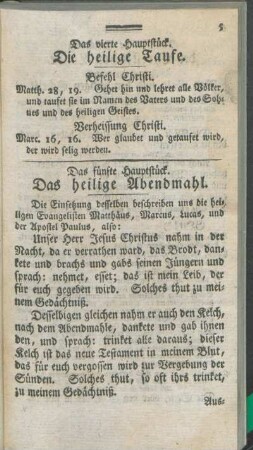 5
Das vierte Hauptstück.
Die heilige Taufe.
Befehl Christi.
Matth. 28, 19. Gehet hin und lehret alle Völker,
und taufet sie im Namen des Vaters und des Soh-
nes und des heiligen Geistes.
Verheissung Christi.
Marc. 16, 16. Wer glaubet und getaufet wird,
der wird selig werden.
Das fünfte Hauptstück.
Das heilige Abendmahl.
Die Einsetzung desselben beschreiben uns die hei-
ligen Evangelisten Matthäus, Marcus, Lucas, und
der Apostel Paulus, also:
Unser Herr Jesus Christus nahm in der
Nacht, da er verrathen ward, das Brodt, dan-
kete und brachs und gabs seinen Jüngern und
sprach: nehmet, esset; das ist mein Leib, der
für euch gegeben wird. Solches thut zu mei-
nem Gedächtniß.
Desselbigen gleichen nahm er auch den Kelch,
nach dem Abendmahle, dankete und gab ihnen
den, und sprach: trinket alle daraus; dieser
Kelch ist das neue Testament in meinem Blut,
das für euch vergossen wird zur Vergebung der
Sünden. Solches thut, so oft ihrs trinket,
zu meinem Gedächtniß.
Aus-